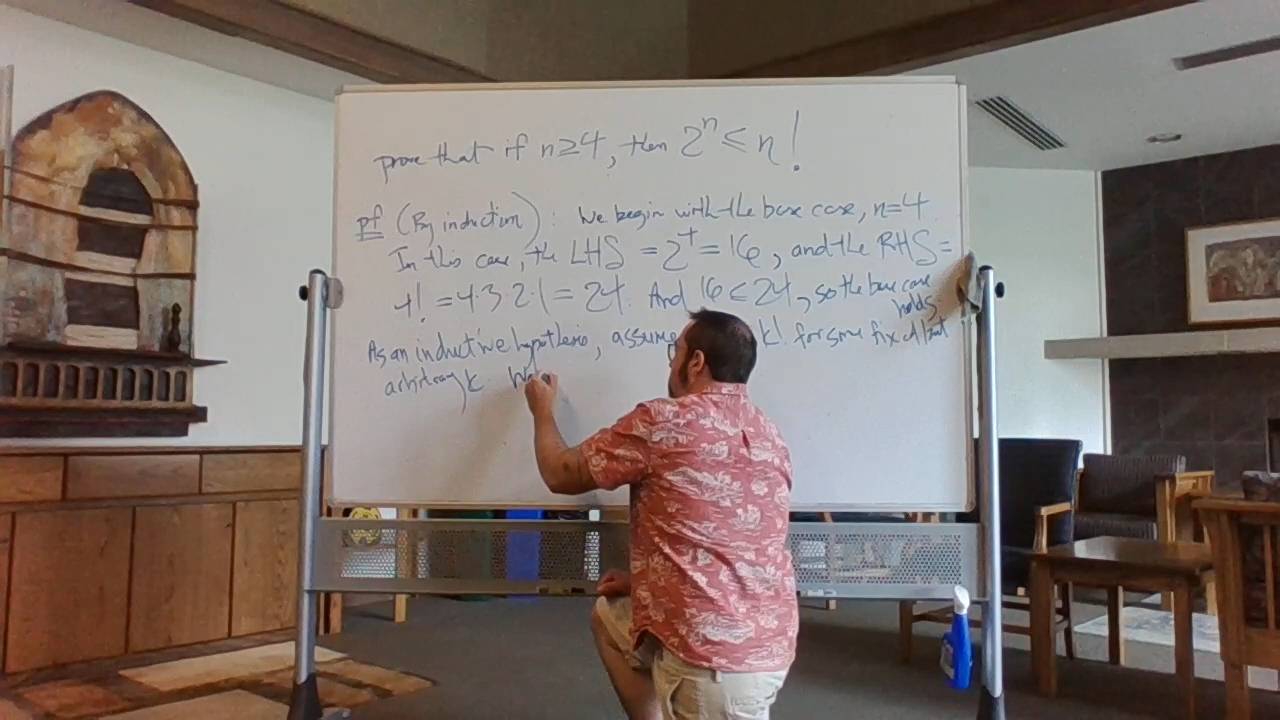 prove that if n≥4, then 2ⁿ ≤ n!
pf (By induction): We begin with the base case, n=4.
In this case, the LHS = 2⁴ = 16, and the RHS =
4! = 4·3·2·1 = 24. And 16 ≤ 24, so the base case
holds.
As an inductive hypothesis, assume k! for some fixed but
arbitrary k.